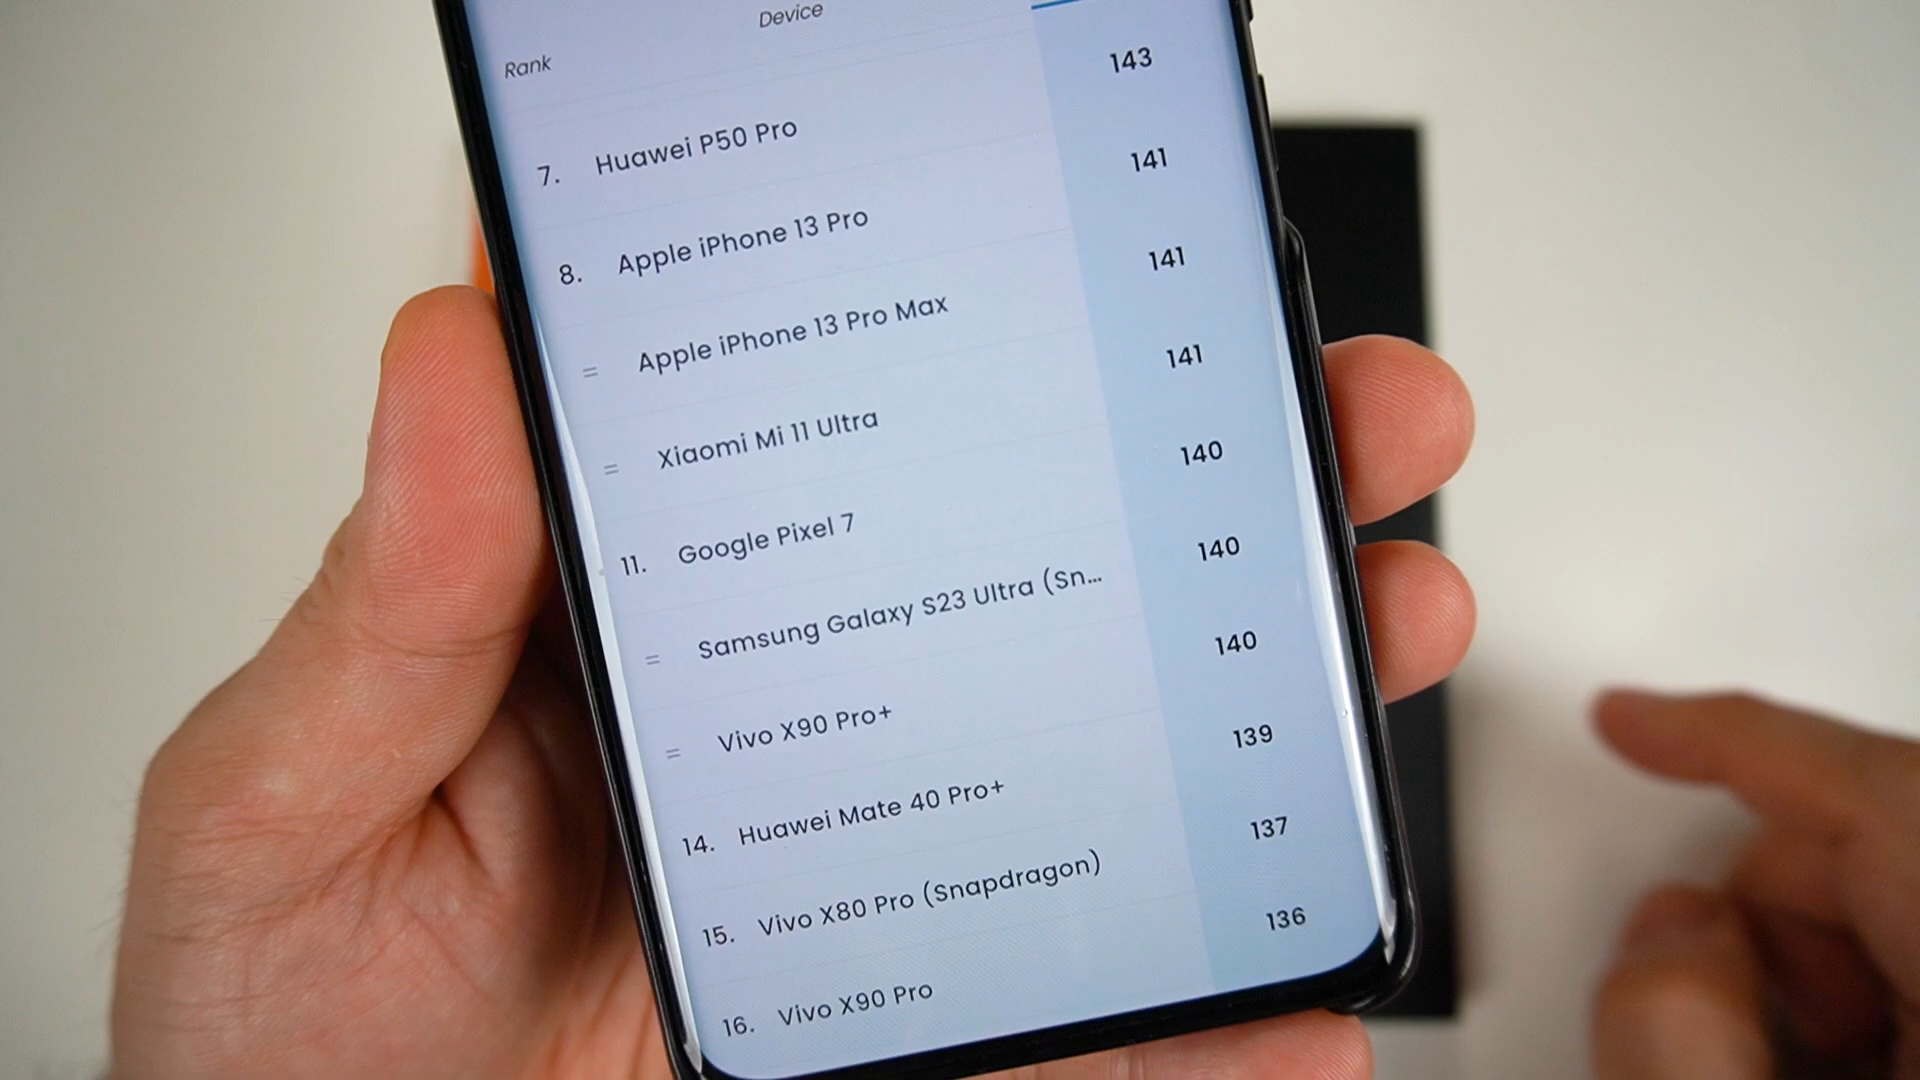 Rank Device
7. Huawei P50 Pro 143
8. Apple iPhone 13 Pro 141
= Apple iPhone 13 Pro Max 141
= Xiaomi Mi 11 Ultra 141
11. Google Pixel 7 140
= Samsung Galaxy S23 Ultra (Sn... 140
= Vivo X90 Pro+ 140
14. Huawei Mate 40 Pro+ 139
15. Vivo X80 Pro (Snapdragon) 137
16. Vivo X90 Pro 136